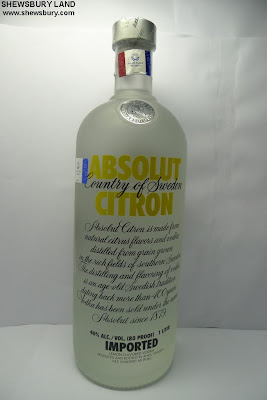 SHEWSBURY LAND
www.shewsbury.com
ABSOLUT
Country of Sweden
CITRON
Absolut Citron is made from
natural citrus flavors and vodka
distilled from grain grown
in the rich fields of southern Sweden.
The distilling and flavoring of vodka
is an age-old Swedish tradition
dating back more than 400 years.
Vodka has been sold under the name
Absolut since 1879.
40% ALC./VOL. (80 PROOF) 1 LITER
IMPORTED